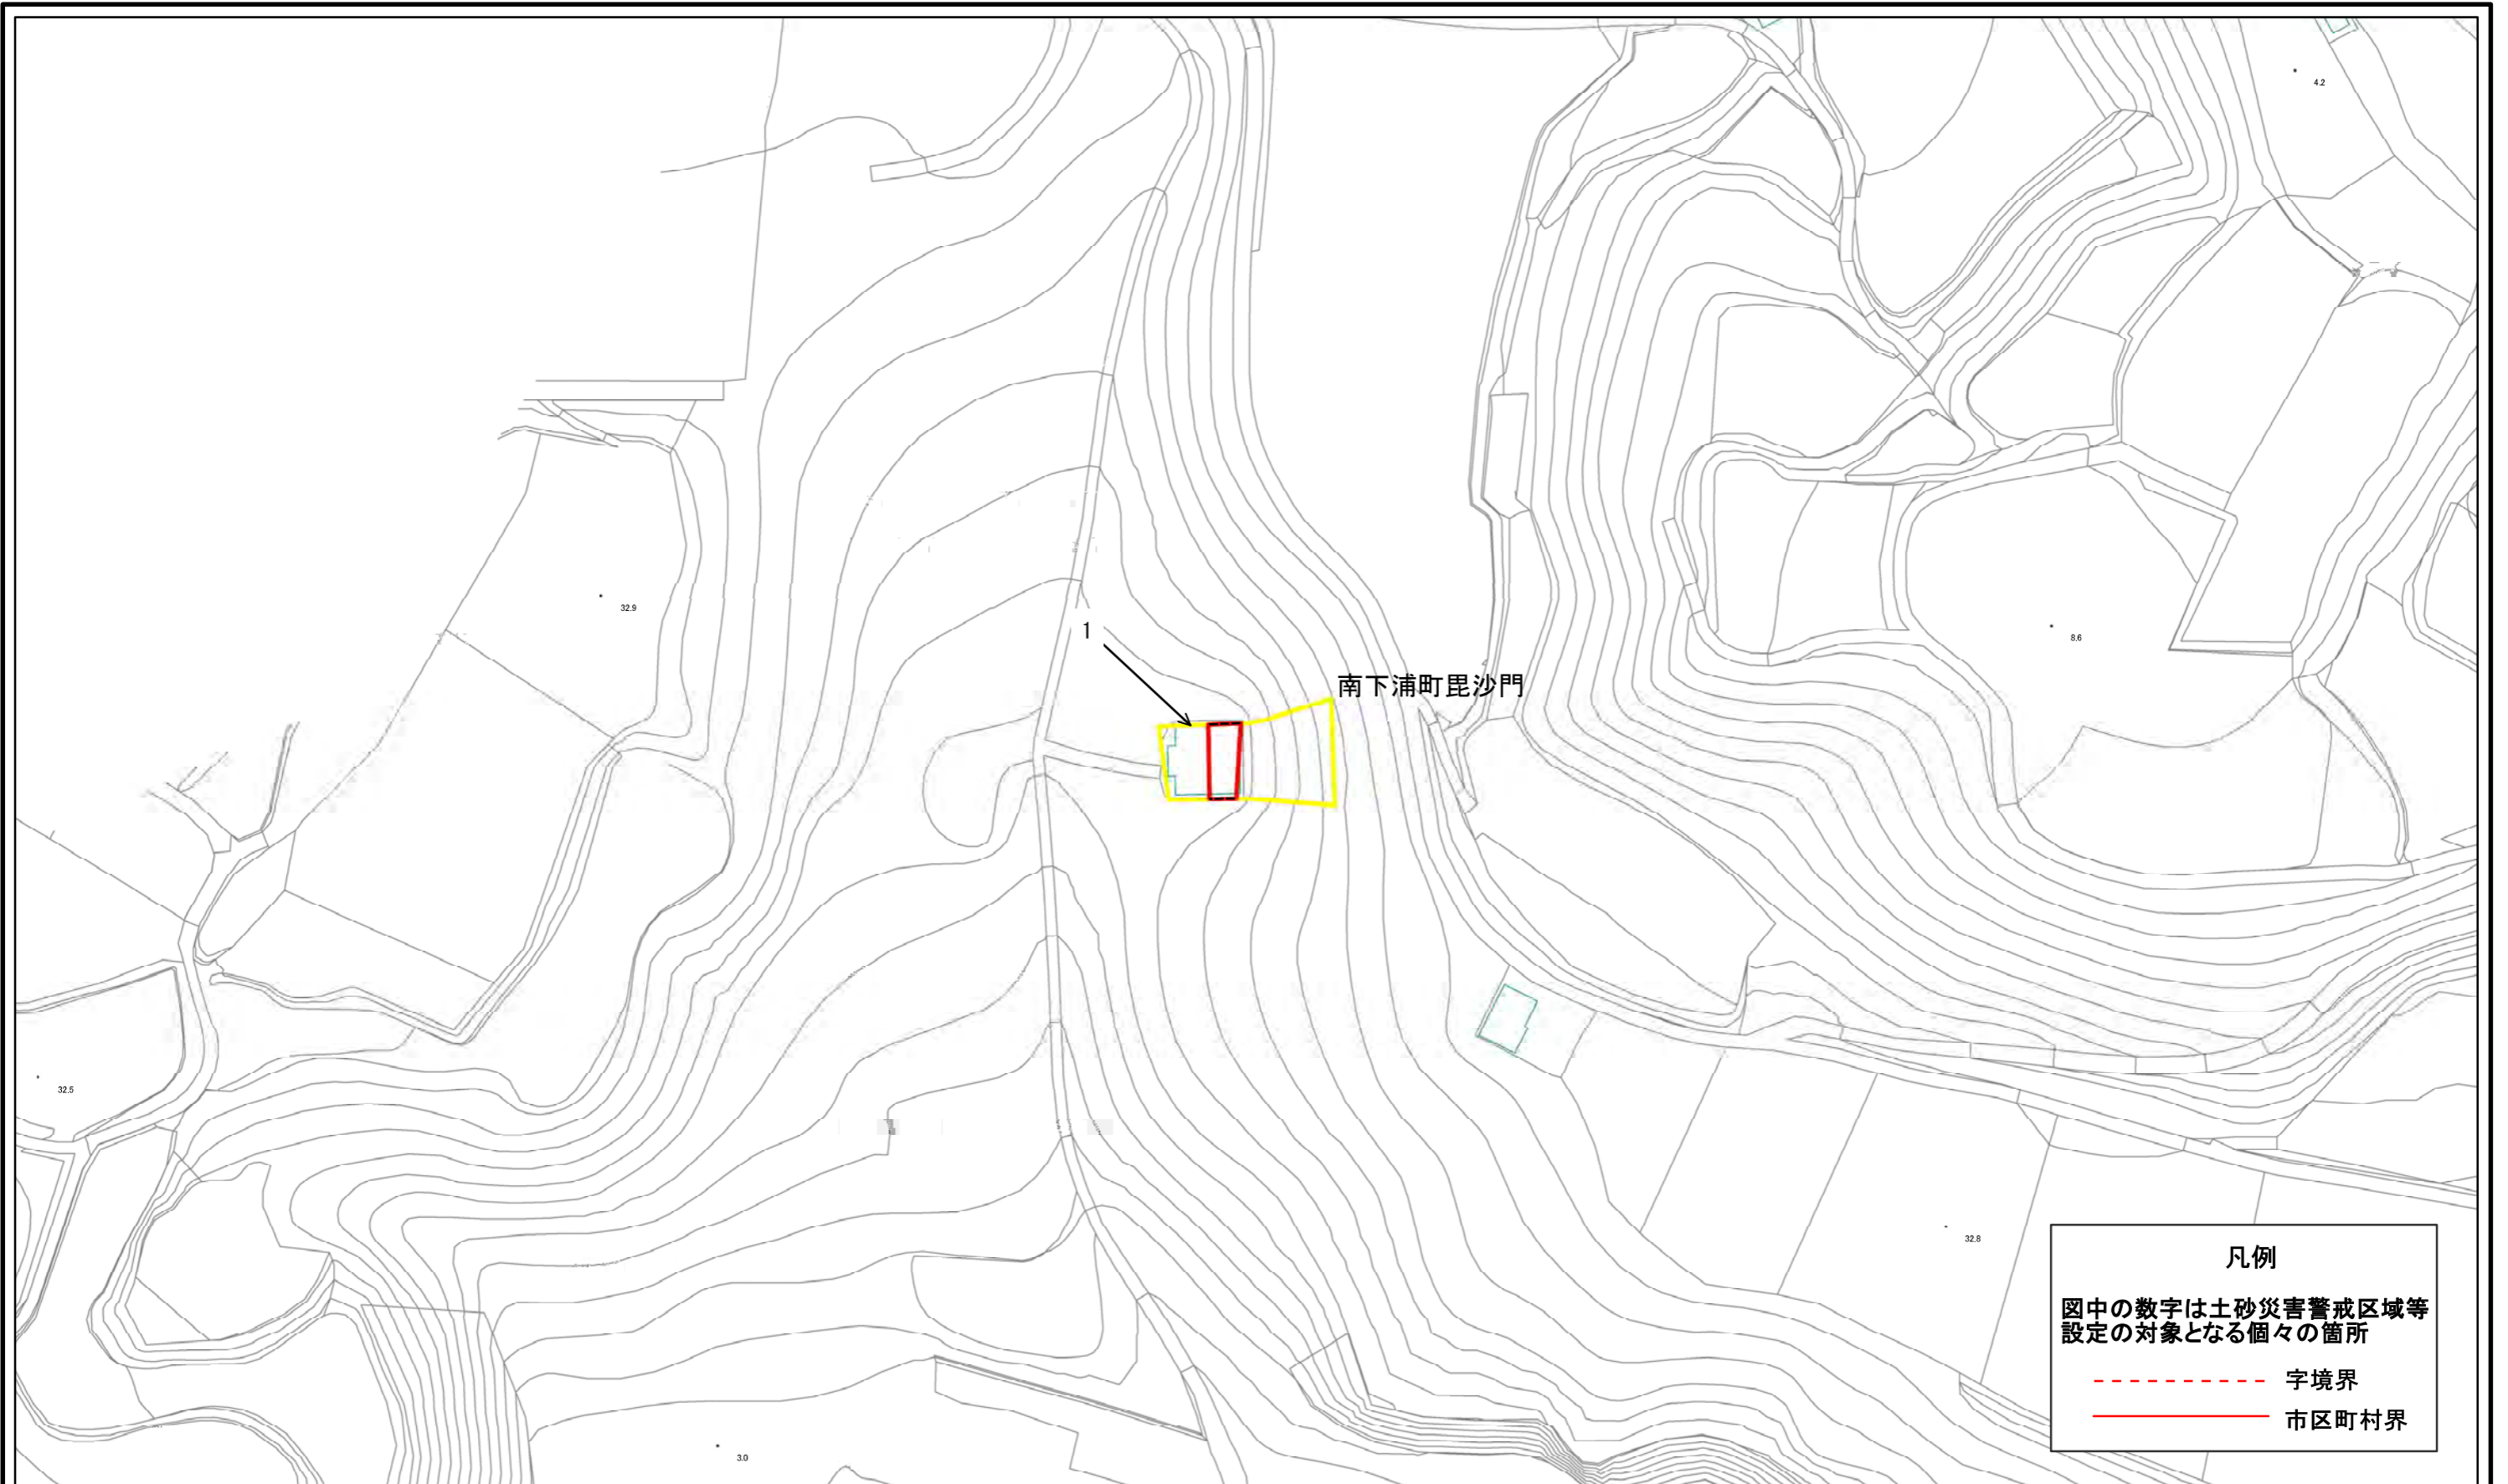 4.2
32.9
1
8.6
南下浦町毘沙門
32.5
32.8
3.0
凡例
図中の数字は土砂災害警戒区域等
設定の対象となる個々の箇所
字境界
市区町村界